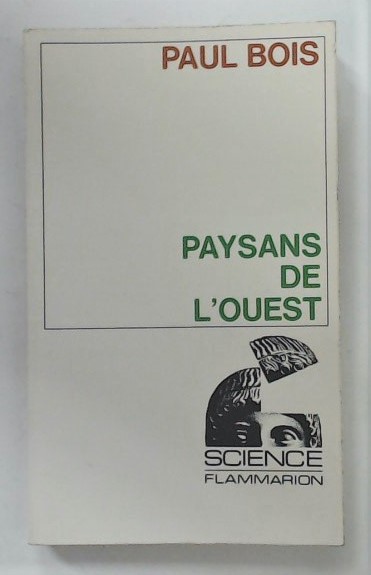 PAUL BOIS
PAYSANS
DE
L'OUEST
SCIENCE
FLAMMARION